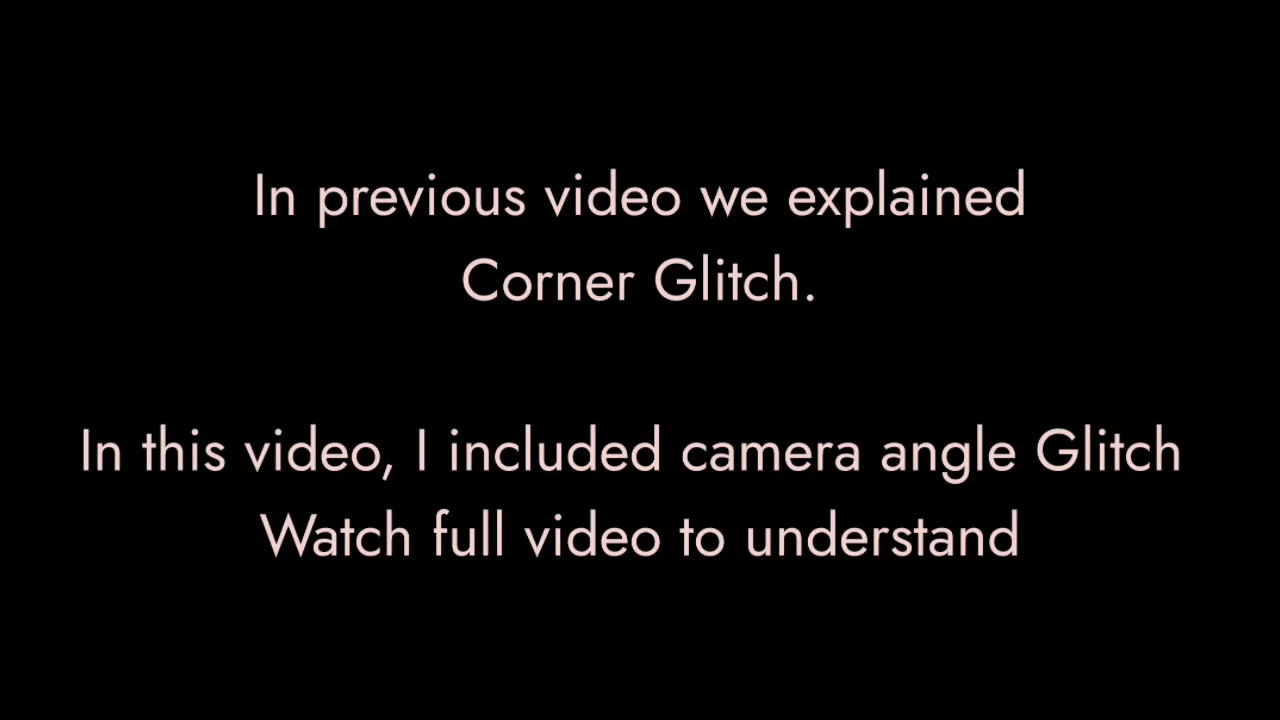 In previous video we explained
Corner Glitch.
In this video, I included camera angle Glitch
Watch full video to understand